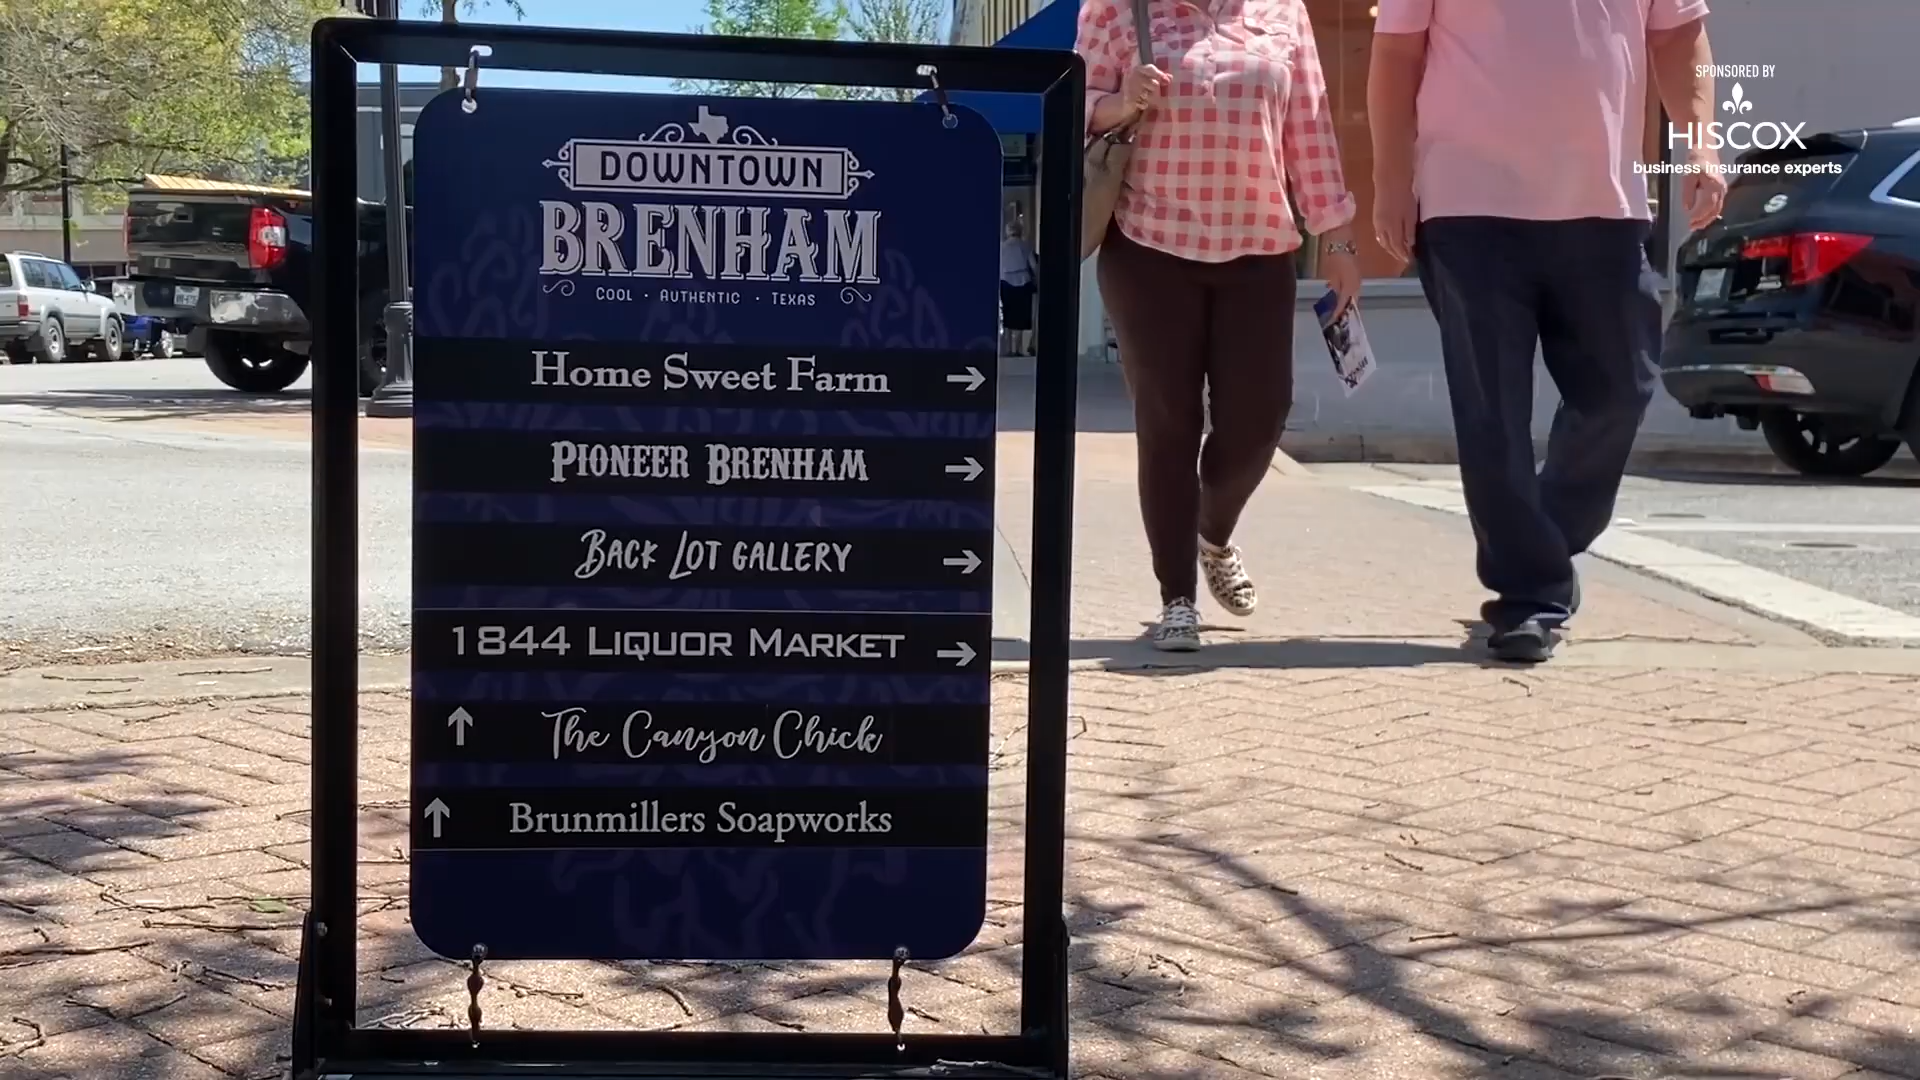 DOWNTOWN
BRENHAM
COOL · AUTHENTIC · TEXAS
Home Sweet Farm →
PIONEER BRENHAM →
BACK LOT GALLERY →
1844 LIQUOR MARKET →
↑ The Canyon Chick
↑ Brunmillers Soapworks
SPONSORED BY
HISCOX
business insurance experts